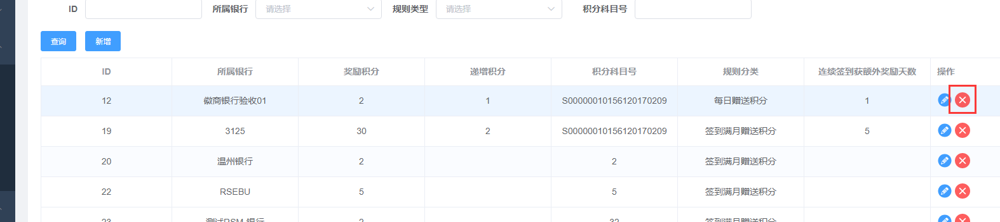 ID 所属银行 请选择 规则类型 请选择 积分科目号
查询 新增
ID 所属银行 奖励积分 递增积分 积分科目号 规则分类 连续签到获额外奖励天数 操作
12 徽商银行验收01 2 1 S00000010156120170209 每日赠送积分 1
19 3125 30 2 S00000010156120170209 签到满月赠送积分 5
20 温州银行 2 2 签到满月赠送积分
22 RSEBU 5 5 签到满月赠送积分
23 测试RSM 银行 2 32 签到满月赠送积分